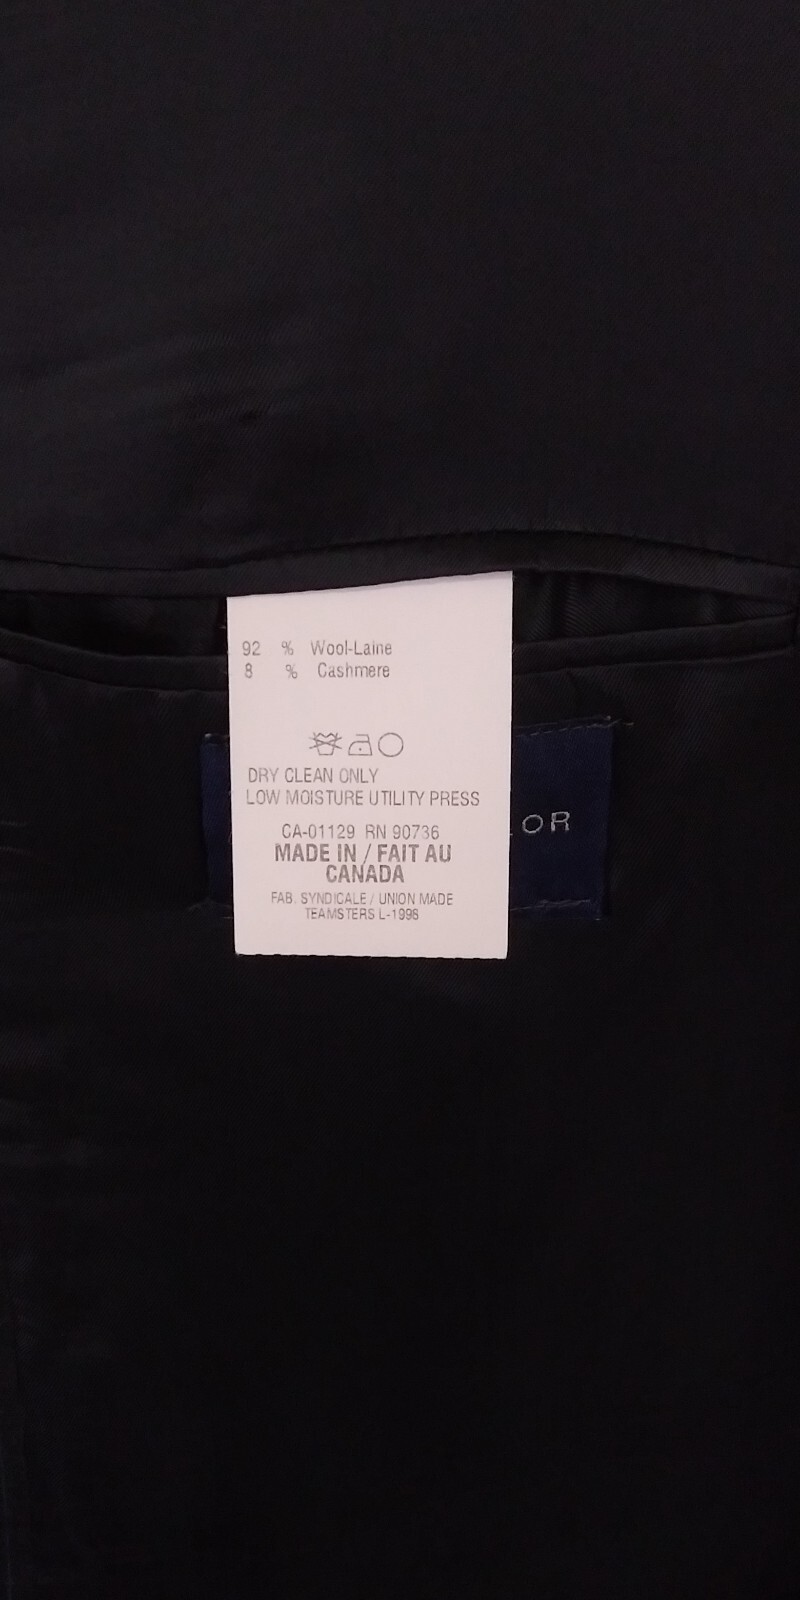 92 % Wool-Laine
8 % Cashmere
DRY CLEAN ONLY
LOW MOISTURE UTILITY PRESS
CA-01129 RN 90736
MADE IN / FAIT AU
CANADA
FAB. SYNDICALE / UNION MADE
TEAMSTERS L-1998
OR